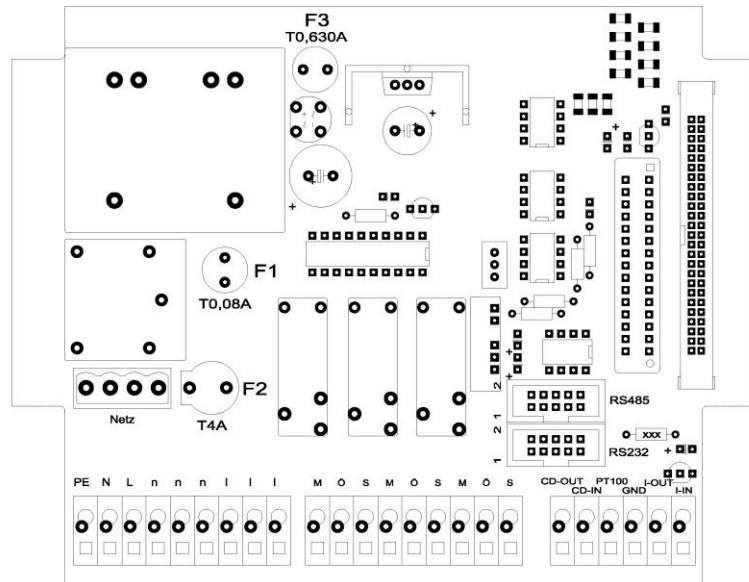 F3
T0,630A
F1
T0,08A
F2
T4A
Netz
2
1
RS485
2
1
RS232
xxx
PE N L n n n I I I
M Ö S M Ö S M Ö S
CD-OUT PT100 I-OUT
CD-IN GND I-IN